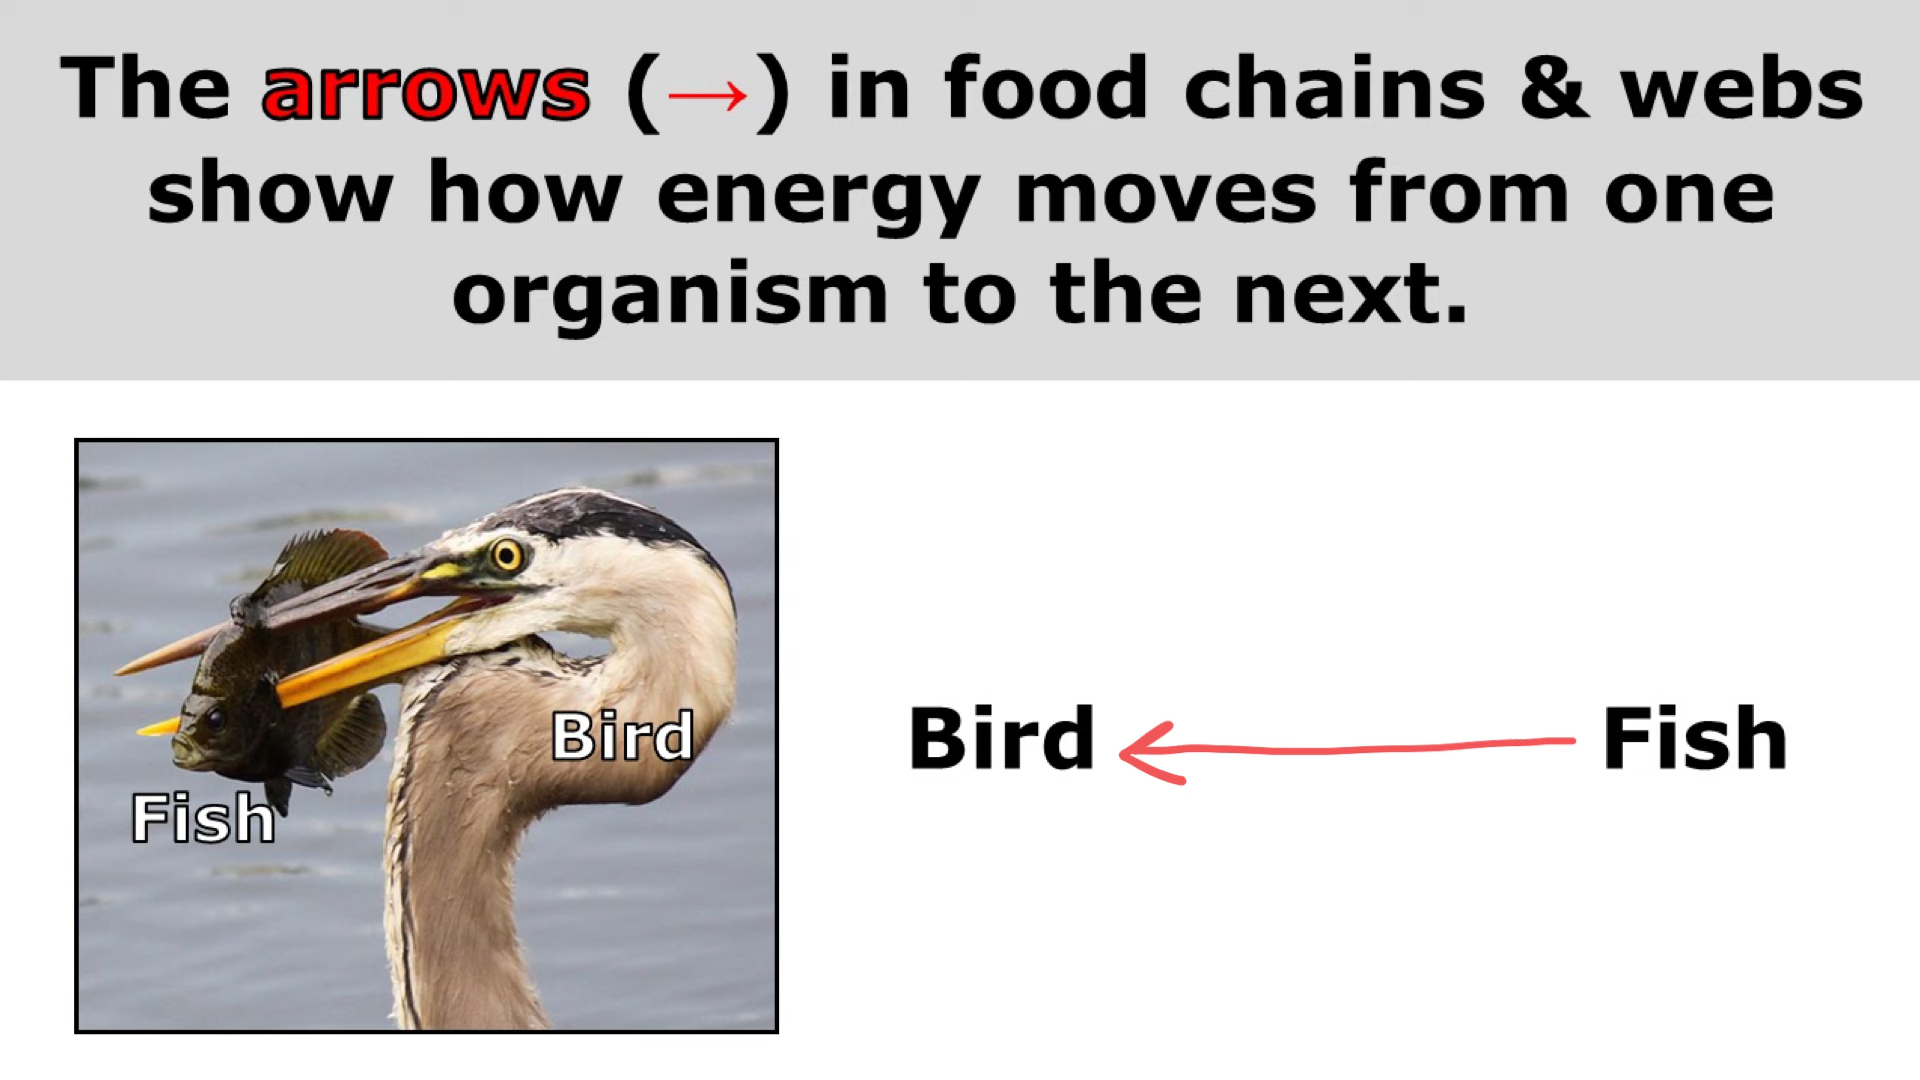 The arrows (→) in food chains & webs
show how energy moves from one
organism to the next.
Bird
Fish
Bird ← Fish